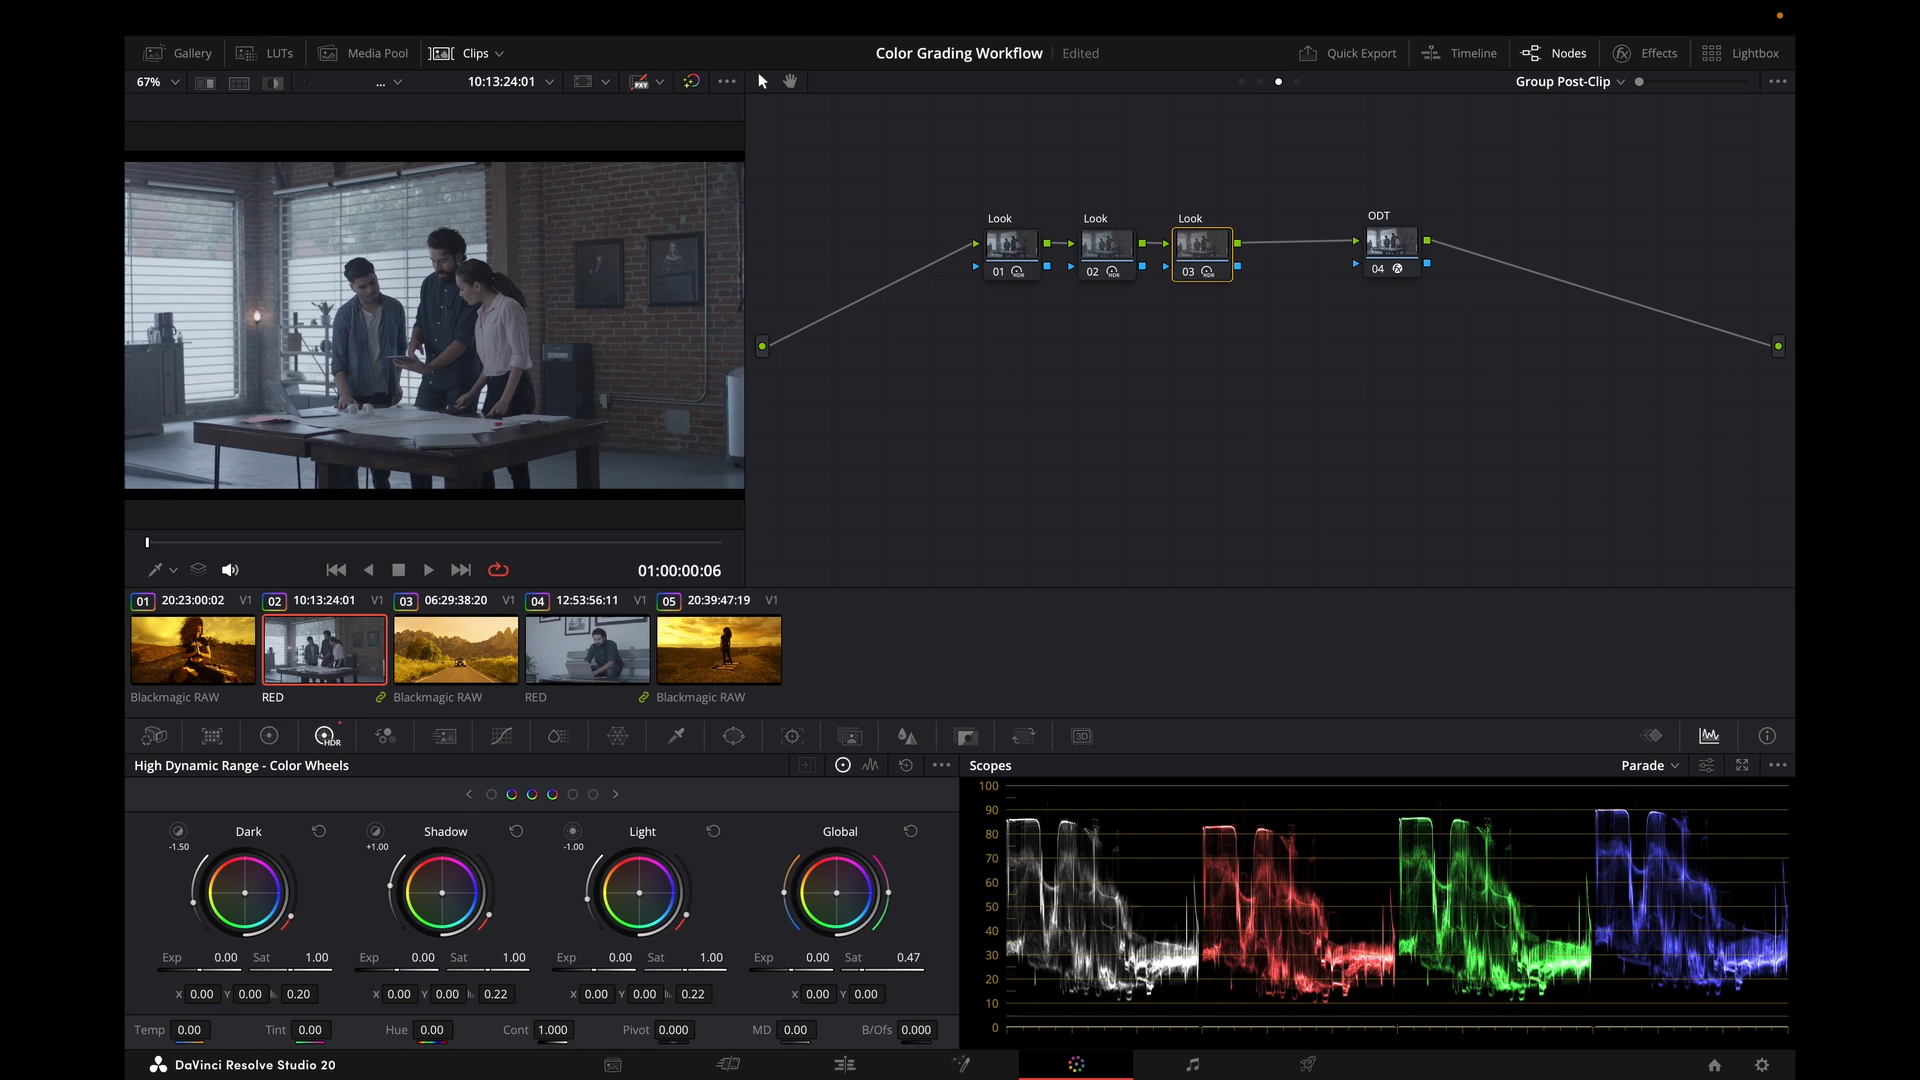 Gallery LUTs Media Pool Clips Color Grading Workflow Edited Quick Export Timeline Nodes Effects Lightbox
67% ... 10:13:24:01 PXY Group Post-Clip
Look Look Look ODT
01 HDR 02 HDR 03 HDR 04
01:00:00:06
01 20:23:00:02 V1 02 10:13:24:01 V1 03 06:29:38:20 V1 04 12:53:56:11 V1 05 20:39:47:19 V1
Blackmagic RAW RED Blackmagic RAW RED Blackmagic RAW
HDR 3D
High Dynamic Range - Color Wheels
Dark Shadow Light Global
-1.50 +1.00 -1.00
Exp 0.00 Sat 1.00 Exp 0.00 Sat 1.00 Exp 0.00 Sat 1.00 Exp 0.00 Sat 0.47
X 0.00 Y 0.00 0.20 X 0.00 Y 0.00 0.22 X 0.00 Y 0.00 0.22 X 0.00 Y 0.00
Temp 0.00 Tint 0.00 Hue 0.00 Cont 1.000 Pivot 0.000 MD 0.00 B/Ofs 0.000
Scopes Parade
100
90
80
70
60
50
40
30
20
10
0
DaVinci Resolve Studio 20